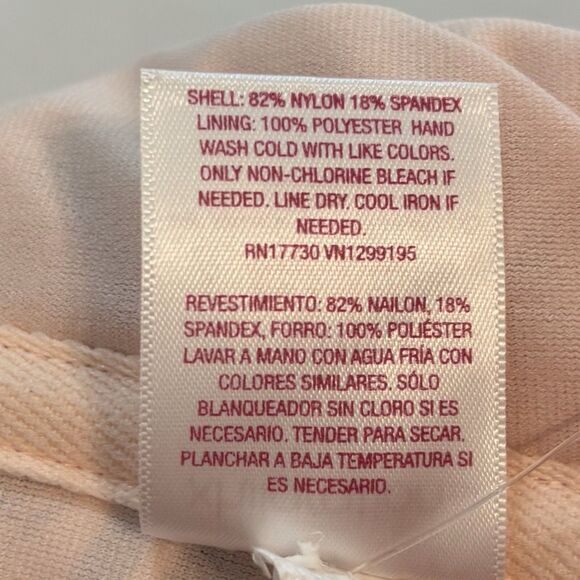 SHELL: 82% NYLON 18% SPANDEX
LINING: 100% POLYESTER HAND
WASH COLD WITH LIKE COLORS.
ONLY NON-CHLORINE BLEACH IF
NEEDED. LINE DRY. COOL IRON IF
NEEDED.
RN17730 VN1299195
REVESTIMIENTO: 82% NAILON, 18%
SPANDEX, FORRO: 100% POLIÉSTER
LAVAR A MANO CON AGUA FRÍA CON
COLORES SIMILARES. SÓLO
BLANQUEADOR SIN CLORO SI ES
NECESARIO. TENDER PARA SECAR.
PLANCHAR A BAJA TEMPERATURA SI
ES NECESARIO.